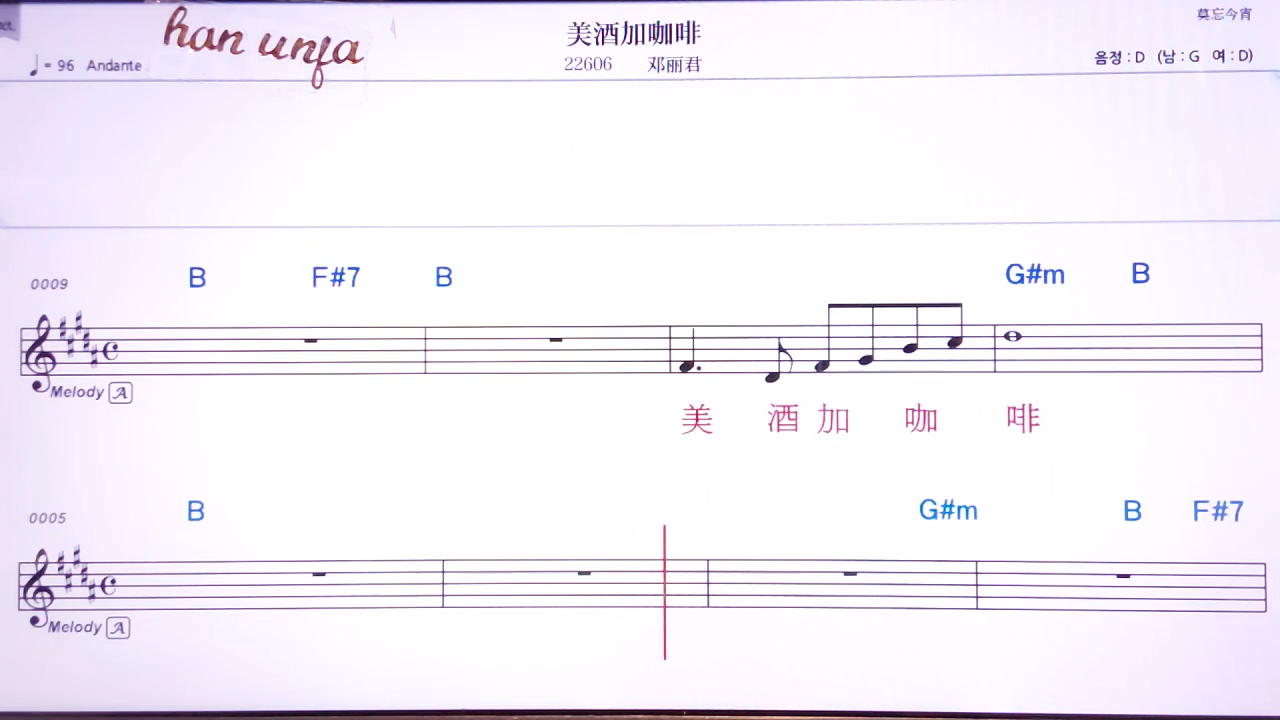 han unja
美酒加咖啡
莫忘今宵
♩= 96 Andante
22606 邓丽君
음정 : D (남 : G 여 : D)
0009 B F#7 B G#m B
Melody A
美 酒 加 咖 啡
0005 B G#m B F#7
Melody A